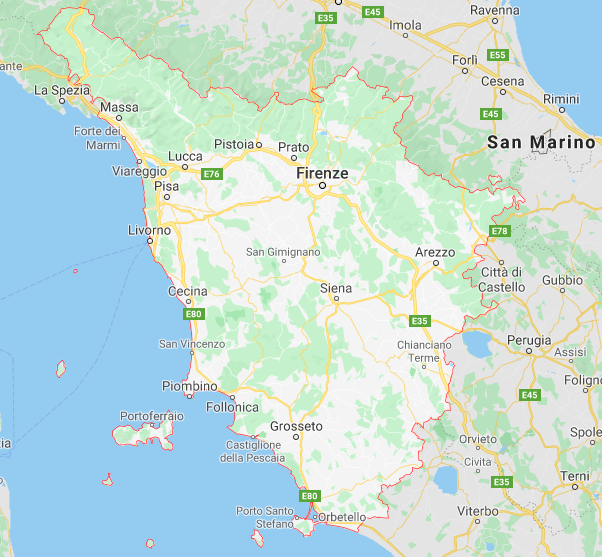 E35
E45
Ravenna
Imola
E55
Forlì
Cesena
ante
La Spezia
Massa
E45
Rimini
Forte dei
Marmi
San Marino
Pistoia
Prato
Lucca
E76
Firenze
Viareggio
Pisa
Livorno
E78
San Gimignano
Arezzo
Città di
Castello
Gubbio
Cecina
Siena
E80
E35
San Vincenzo
Chianciano
Terme
Perugia
Assisi
Piombino
Follonica
E45
Foligno
Portoferraio
Grosseto
Castiglione
della Pescaia
Orvieto
Spole
zia
Civita
E35
Terni
E80
Porto Santo
Stefano
Orbetello
Viterbo